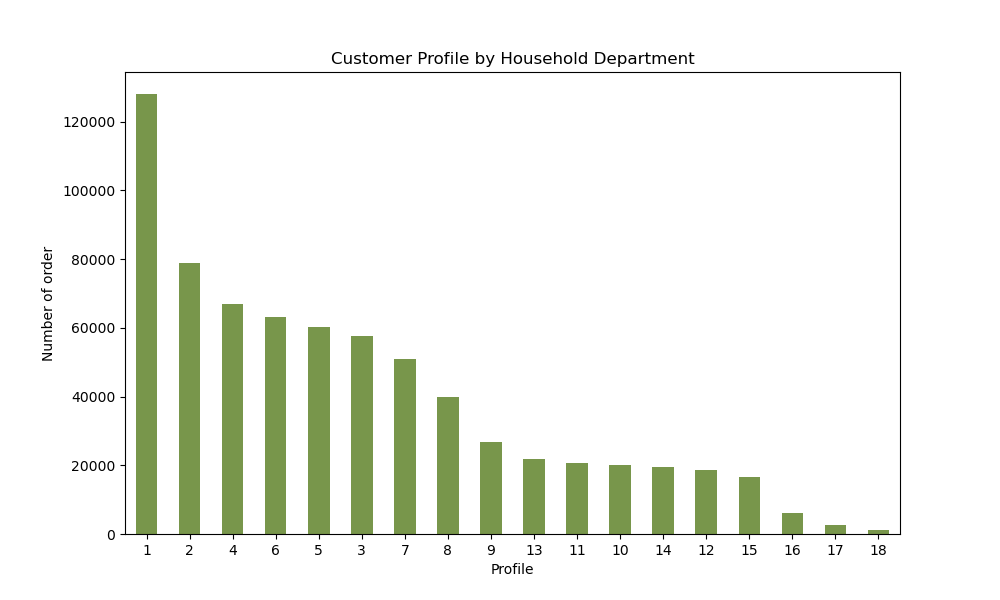 Customer Profile by Household Department
120000
100000
80000
60000
40000
20000
0
Number of order
1 2 4 6 5 3 7 8 9 13 11 10 14 12 15 16 17 18
Profile